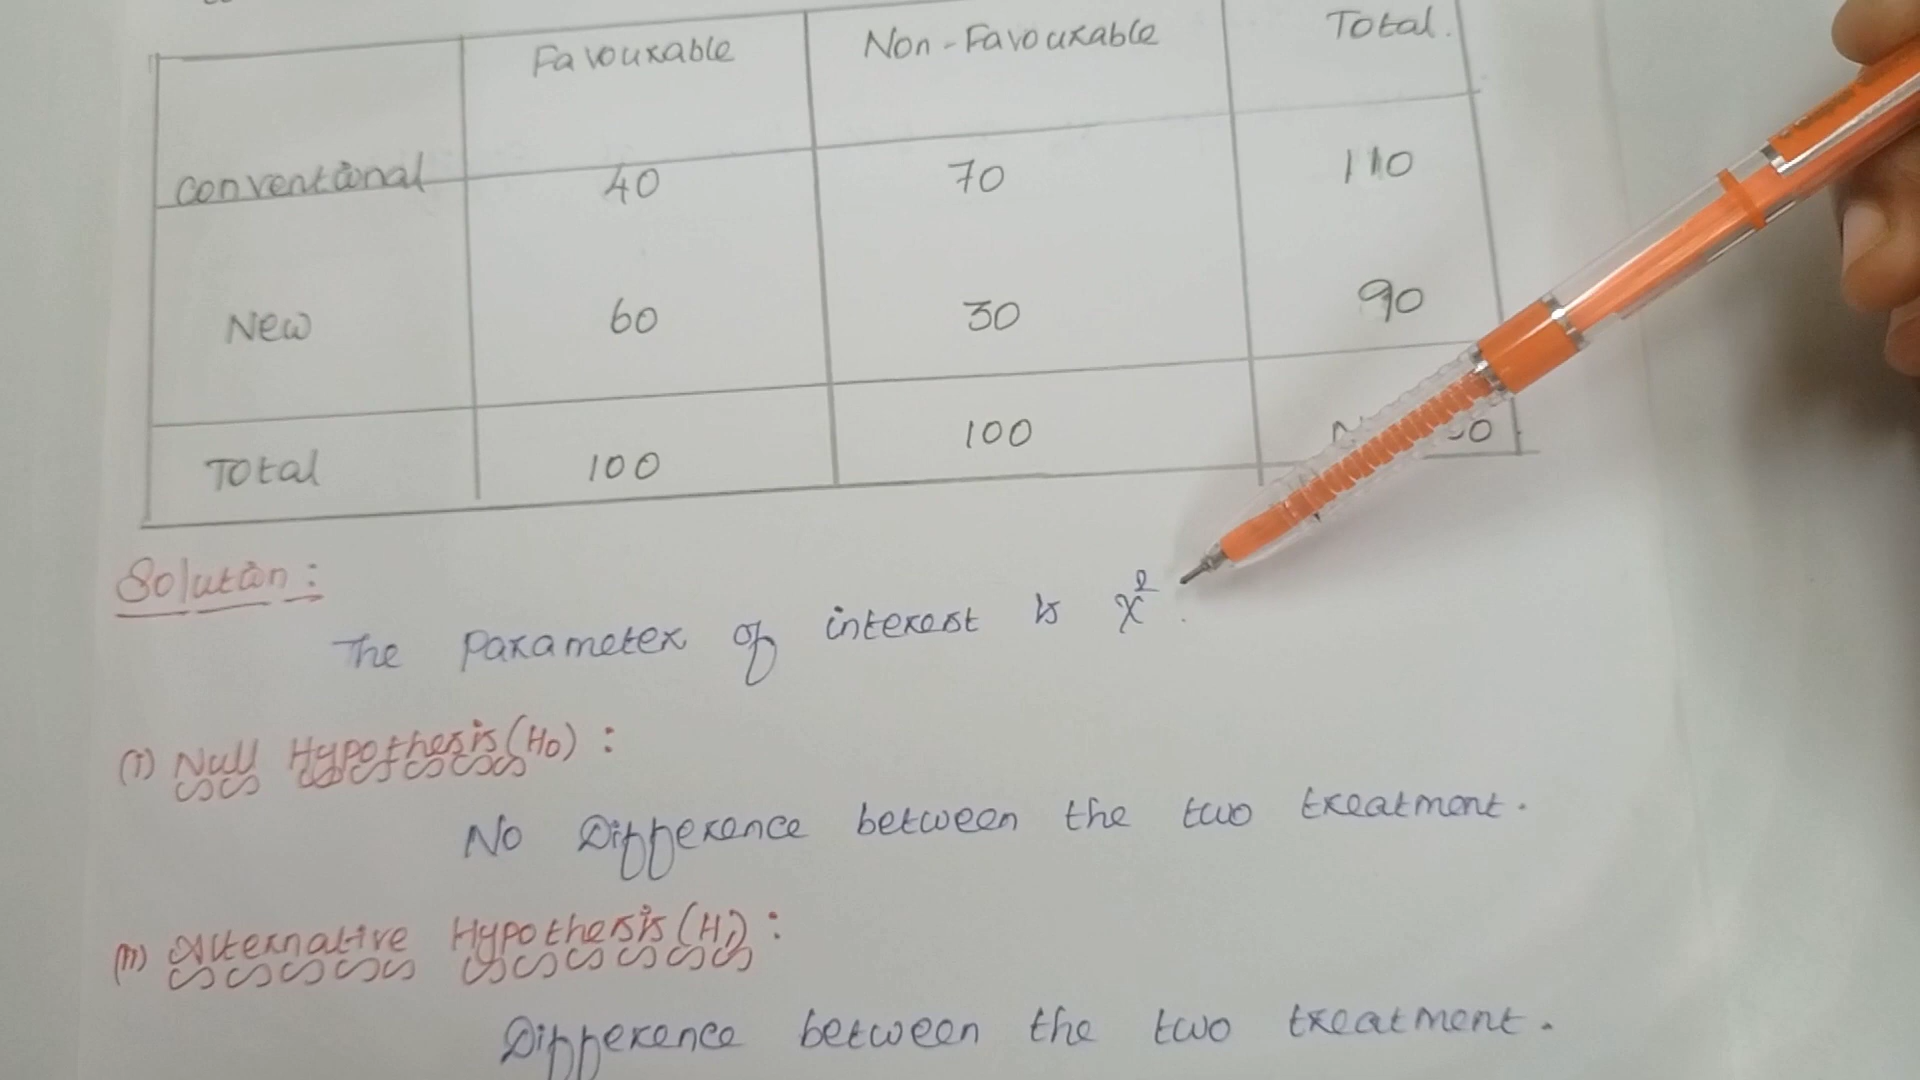 Favourable Non-Favourable Total.
Conventional 40 70 110
New 60 30 90
Total 100 100
Solution:
The Parameter of interest is χ².
(i) Null Hypothesis (H0) :
No Difference between the two treatment.
(ii) Alternative Hypothesis (H1) :
Difference between the two treatment.